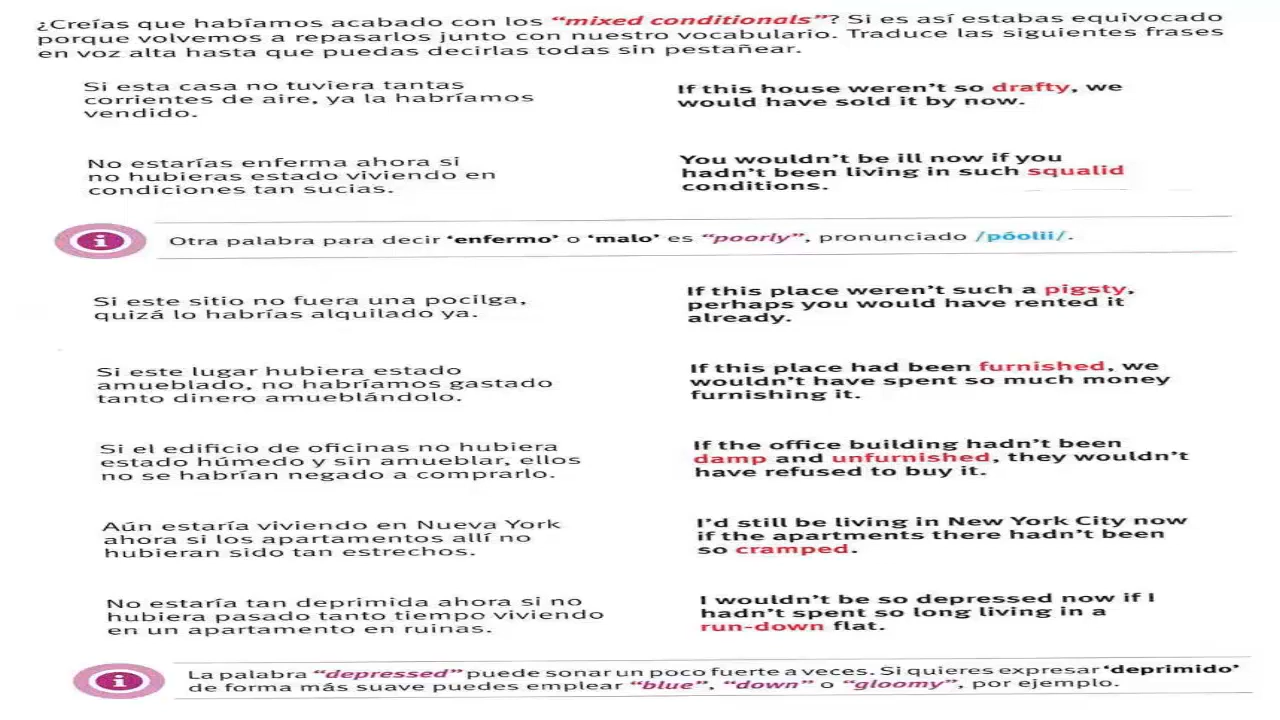 ¿Creías que habíamos acabado con los “mixed conditionals”? Si es así estabas equivocado
porque volvemos a repasarlos junto con nuestro vocabulario. Traduce las siguientes frases
en voz alta hasta que puedas decirlas todas sin pestañear.
Si esta casa no tuviera tantas
corrientes de aire, ya la habríamos
vendido.
If this house weren’t so drafty, we
would have sold it by now.
No estarías enferma ahora si
no hubieras estado viviendo en
condiciones tan sucias.
You wouldn’t be ill now if you
hadn’t been living in such squalid
conditions.
i
Otra palabra para decir ‘enfermo’ o ‘malo’ es “poorly”, pronunciado /póolii/.
Si este sitio no fuera una pocilga,
quizá lo habrías alquilado ya.
If this place weren’t such a pigsty,
perhaps you would have rented it
already.
Si este lugar hubiera estado
amueblado, no habríamos gastado
tanto dinero amueblándolo.
If this place had been furnished, we
wouldn’t have spent so much money
furnishing it.
Si el edificio de oficinas no hubiera
estado húmedo y sin amueblar, ellos
no se habrían negado a comprarlo.
If the office building hadn’t been
damp and unfurnished, they wouldn’t
have refused to buy it.
Aún estaría viviendo en Nueva York
ahora si los apartamentos allí no
hubieran sido tan estrechos.
I’d still be living in New York City now
if the apartments there hadn’t been
so cramped.
No estaría tan deprimida ahora si no
hubiera pasado tanto tiempo viviendo
en un apartamento en ruinas.
I wouldn’t be so depressed now if I
hadn’t spent so long living in a
run-down flat.
i
La palabra “depressed” puede sonar un poco fuerte a veces. Si quieres expresar ‘deprimido’
de forma más suave puedes emplear “blue”, “down” o “gloomy”, por ejemplo.